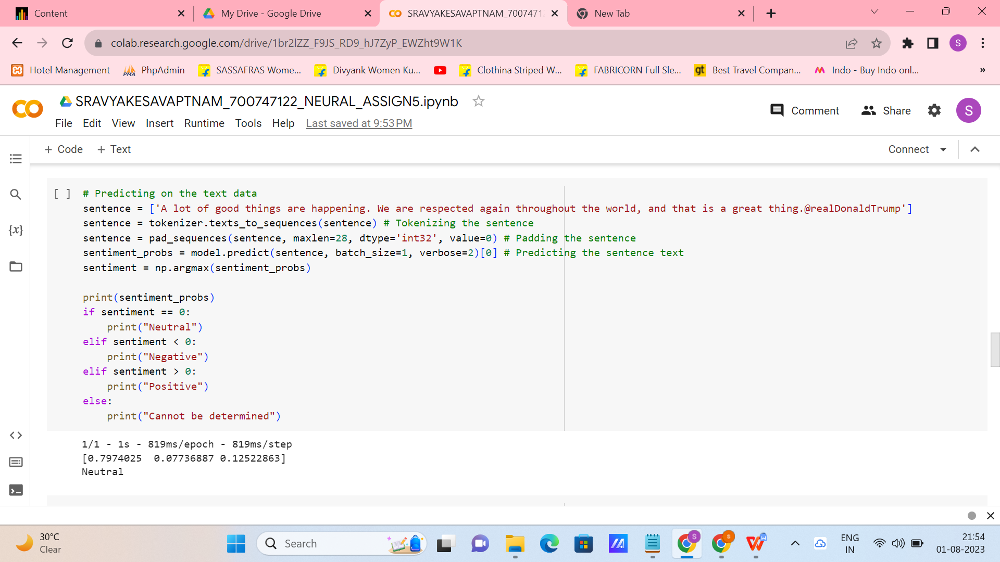 Content
My Drive - Google Drive
SRAVYAKESAVAPTNAM_7007471
New Tab
colab.research.google.com/drive/1br2lZZ_F9JS_RD9_hJ7ZyP_EWZht9W1K
S
Hotel Management
PMA
PhpAdmin
SASSAFRAS Wome...
Divyank Women Ku...
Clothina Striped W...
FABRICORN Full Sle...
gt
Best Travel Compan...
Indo - Buy Indo onl...
»
SRAVYAKESAVAPTNAM_700747122_NEURAL_ASSIGN5.ipynb
Comment
Share
S
File Edit View Insert Runtime Tools Help Last saved at 9:53 PM
+ Code + Text
Connect
{x}
[ ]
# Predicting on the text data
sentence = ['A lot of good things are happening. We are respected again throughout the world, and that is a great thing.@realDonaldTrump']
sentence = tokenizer.texts_to_sequences(sentence) # Tokenizing the sentence
sentence = pad_sequences(sentence, maxlen=28, dtype='int32', value=0) # Padding the sentence
sentiment_probs = model.predict(sentence, batch_size=1, verbose=2)[0] # Predicting the sentence text
sentiment = np.argmax(sentiment_probs)
print(sentiment_probs)
if sentiment == 0:
    print("Neutral")
elif sentiment < 0:
    print("Negative")
elif sentiment > 0:
    print("Positive")
else:
    print("Cannot be determined")
1/1 - 1s - 819ms/epoch - 819ms/step
[0.7974025  0.07736887 0.12522863]
Neutral
30°C
Clear
Search
S
S
W
ENG
IN
21:54
01-08-2023